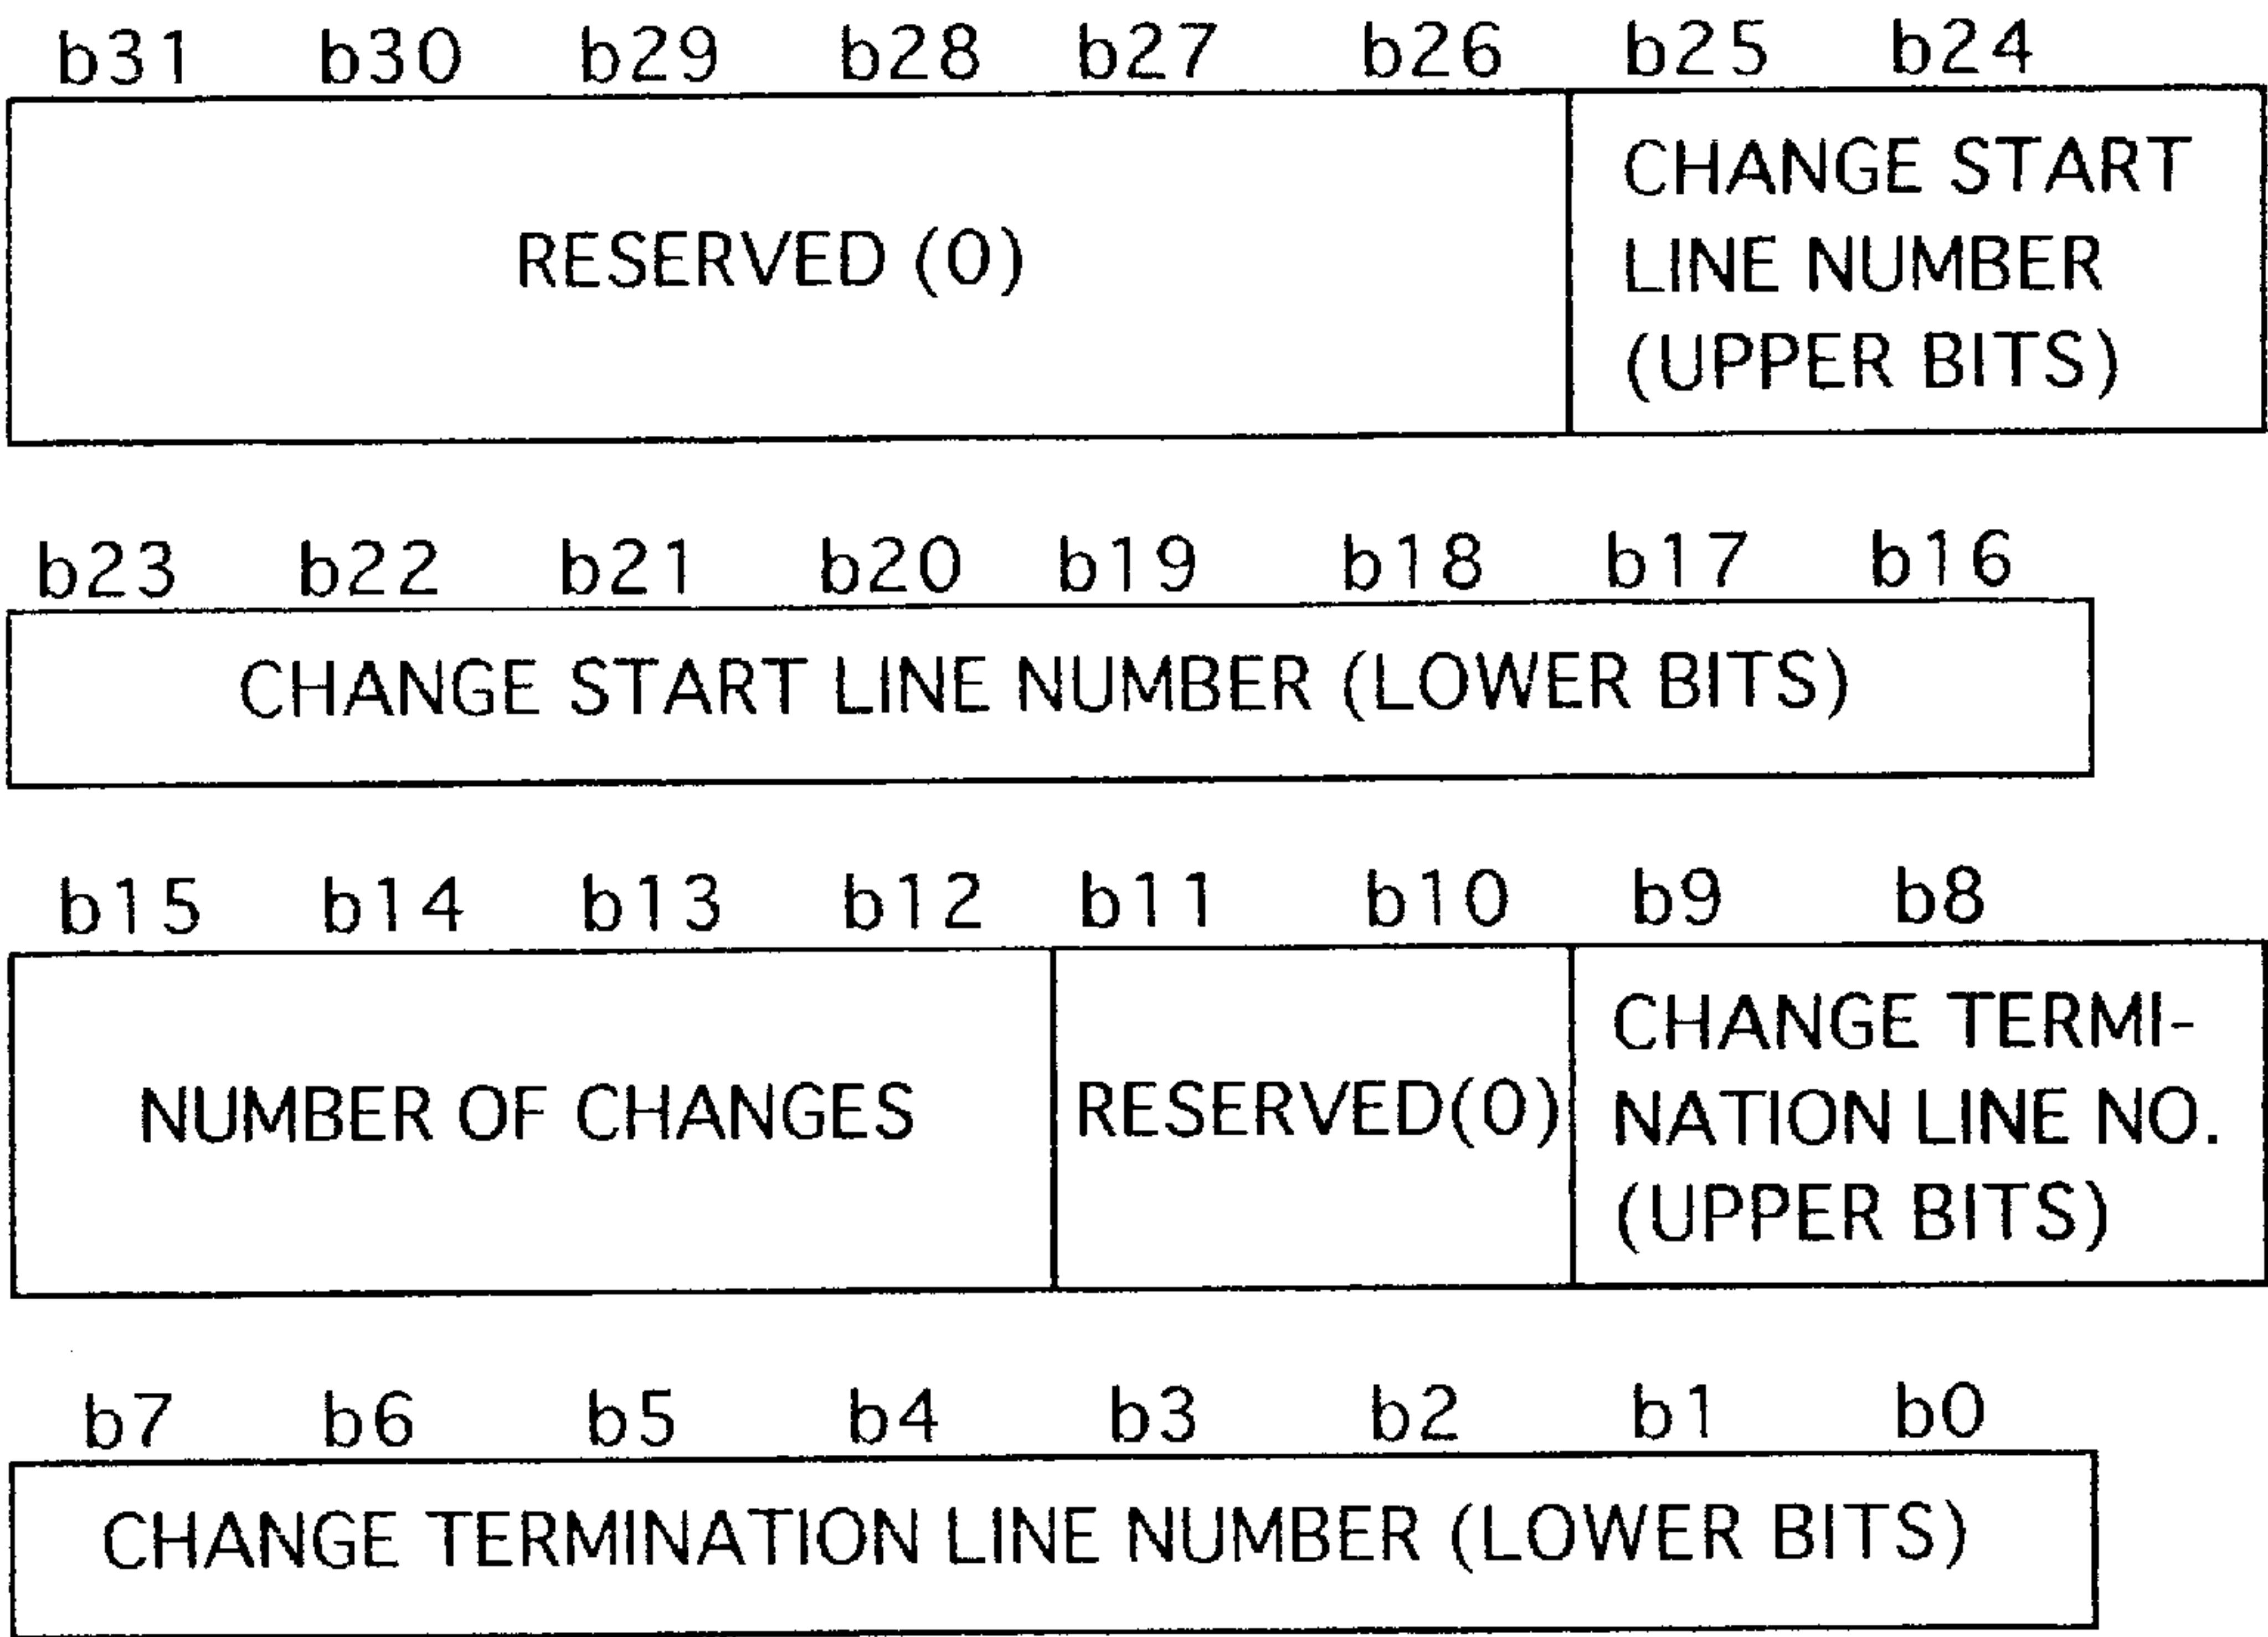 b31 b30 b29 b28 b27 b26 b25 b24
RESERVED (0)
CHANGE START
LINE NUMBER
(UPPER BITS)
b23 b22 b21 b20 b19 b18 b17 b16
CHANGE START LINE NUMBER (LOWER BITS)
b15 b14 b13 b12 b11 b10 b9 b8
NUMBER OF CHANGES
RESERVED(0)
CHANGE TERMI-
NATION LINE NO.
(UPPER BITS)
b7 b6 b5 b4 b3 b2 b1 b0
CHANGE TERMINATION LINE NUMBER (LOWER BITS)